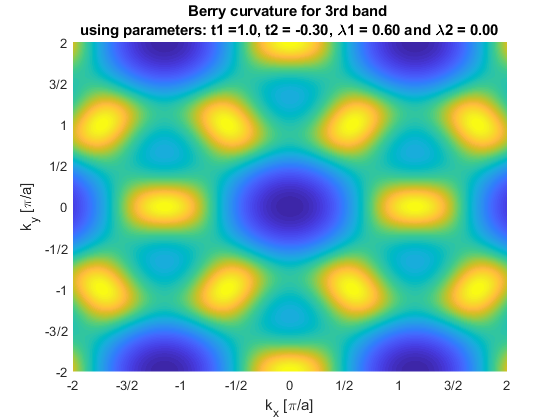 Berry curvature for 3rd band
using parameters: t1 =1.0, t2 = -0.30, λ1 = 0.60 and λ2 = 0.00
2
3/2
1
1/2
0
-1/2
-1
-3/2
-2
k_y [π/a]
-2 -3/2 -1 -1/2 0 1/2 1 3/2 2
k_x [π/a]